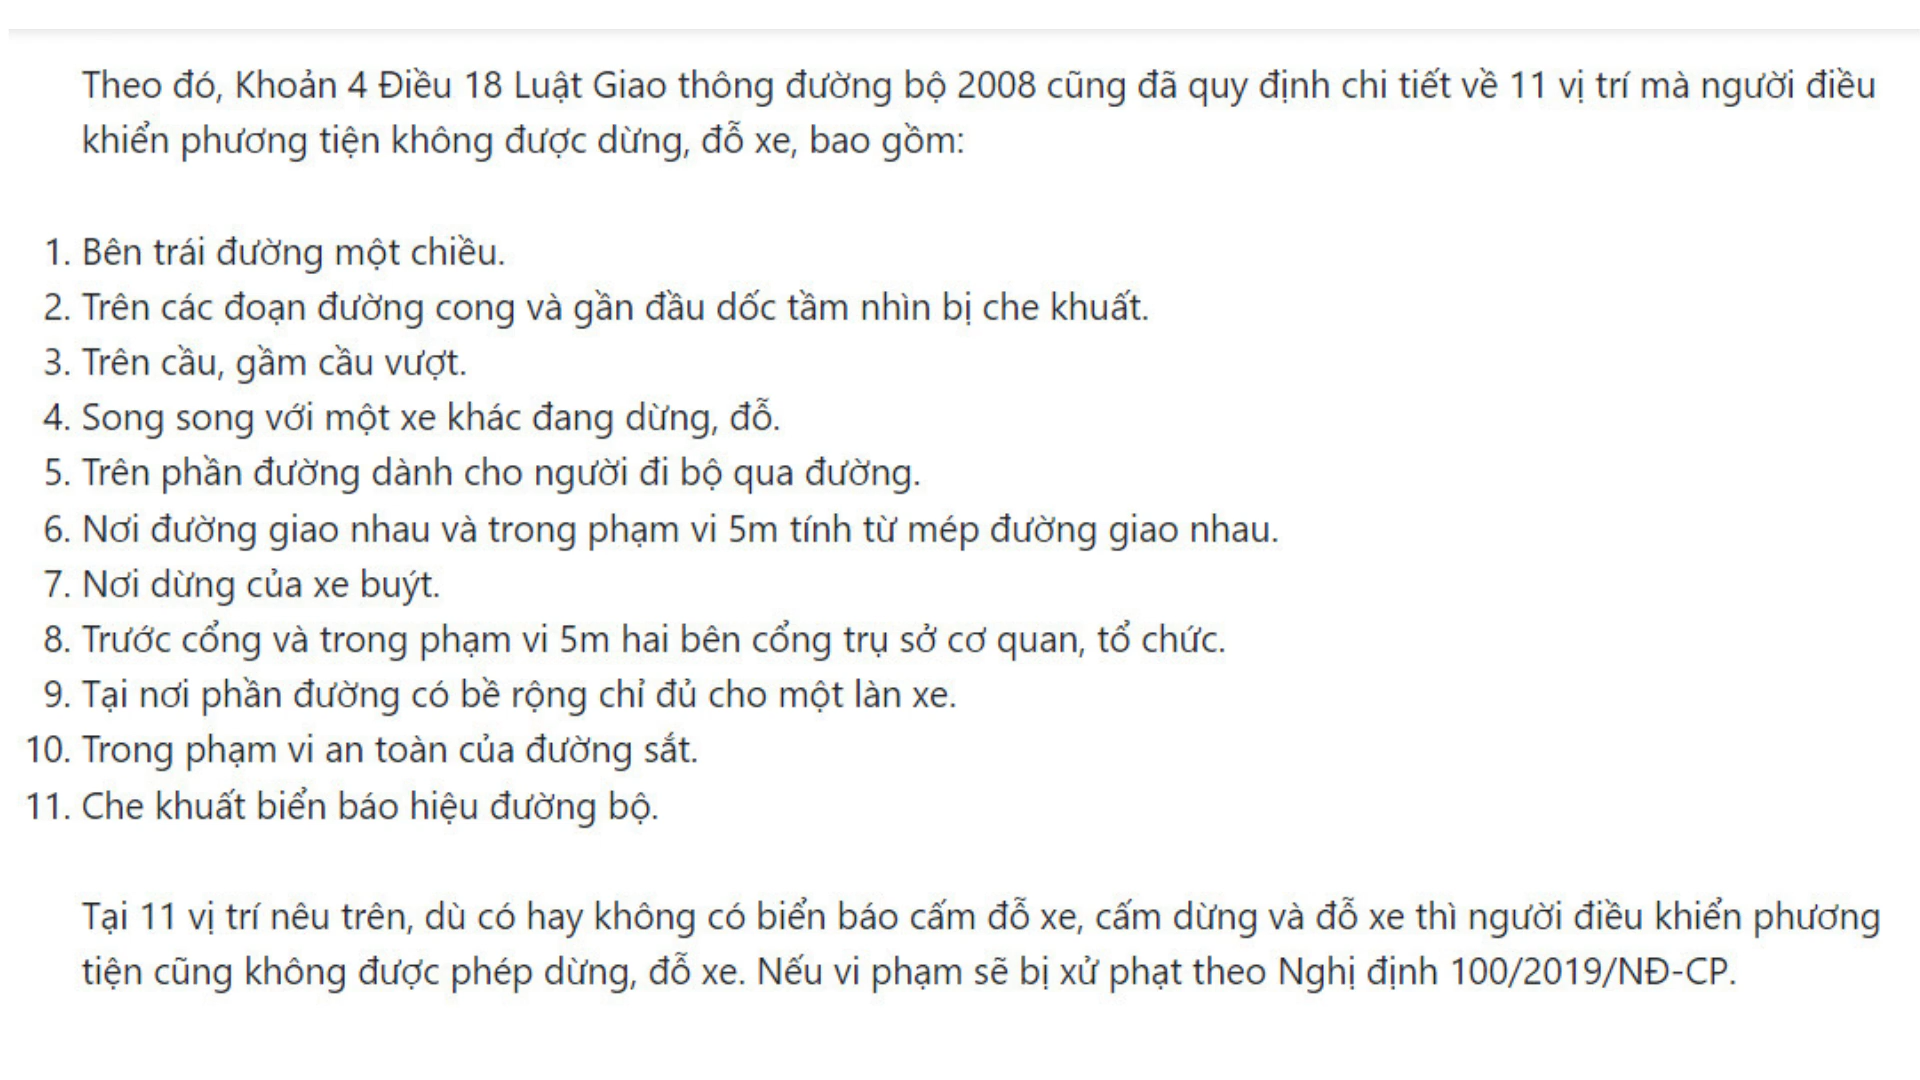 Theo đó, Khoản 4 Điều 18 Luật Giao thông đường bộ 2008 cũng đã quy định chi tiết về 11 vị trí mà người điều
khiển phương tiện không được dừng, đỗ xe, bao gồm:
1. Bên trái đường một chiều.
2. Trên các đoạn đường cong và gần đầu dốc tầm nhìn bị che khuất.
3. Trên cầu, gầm cầu vượt.
4. Song song với một xe khác đang dừng, đỗ.
5. Trên phần đường dành cho người đi bộ qua đường.
6. Nơi đường giao nhau và trong phạm vi 5m tính từ mép đường giao nhau.
7. Nơi dừng của xe buýt.
8. Trước cổng và trong phạm vi 5m hai bên cổng trụ sở cơ quan, tổ chức.
9. Tại nơi phần đường có bề rộng chỉ đủ cho một làn xe.
10. Trong phạm vi an toàn của đường sắt.
11. Che khuất biển báo hiệu đường bộ.
Tại 11 vị trí nêu trên, dù có hay không có biển báo cấm đỗ xe, cấm dừng và đỗ xe thì người điều khiển phương
tiện cũng không được phép dừng, đỗ xe. Nếu vi phạm sẽ bị xử phạt theo Nghị định 100/2019/NĐ-CP.